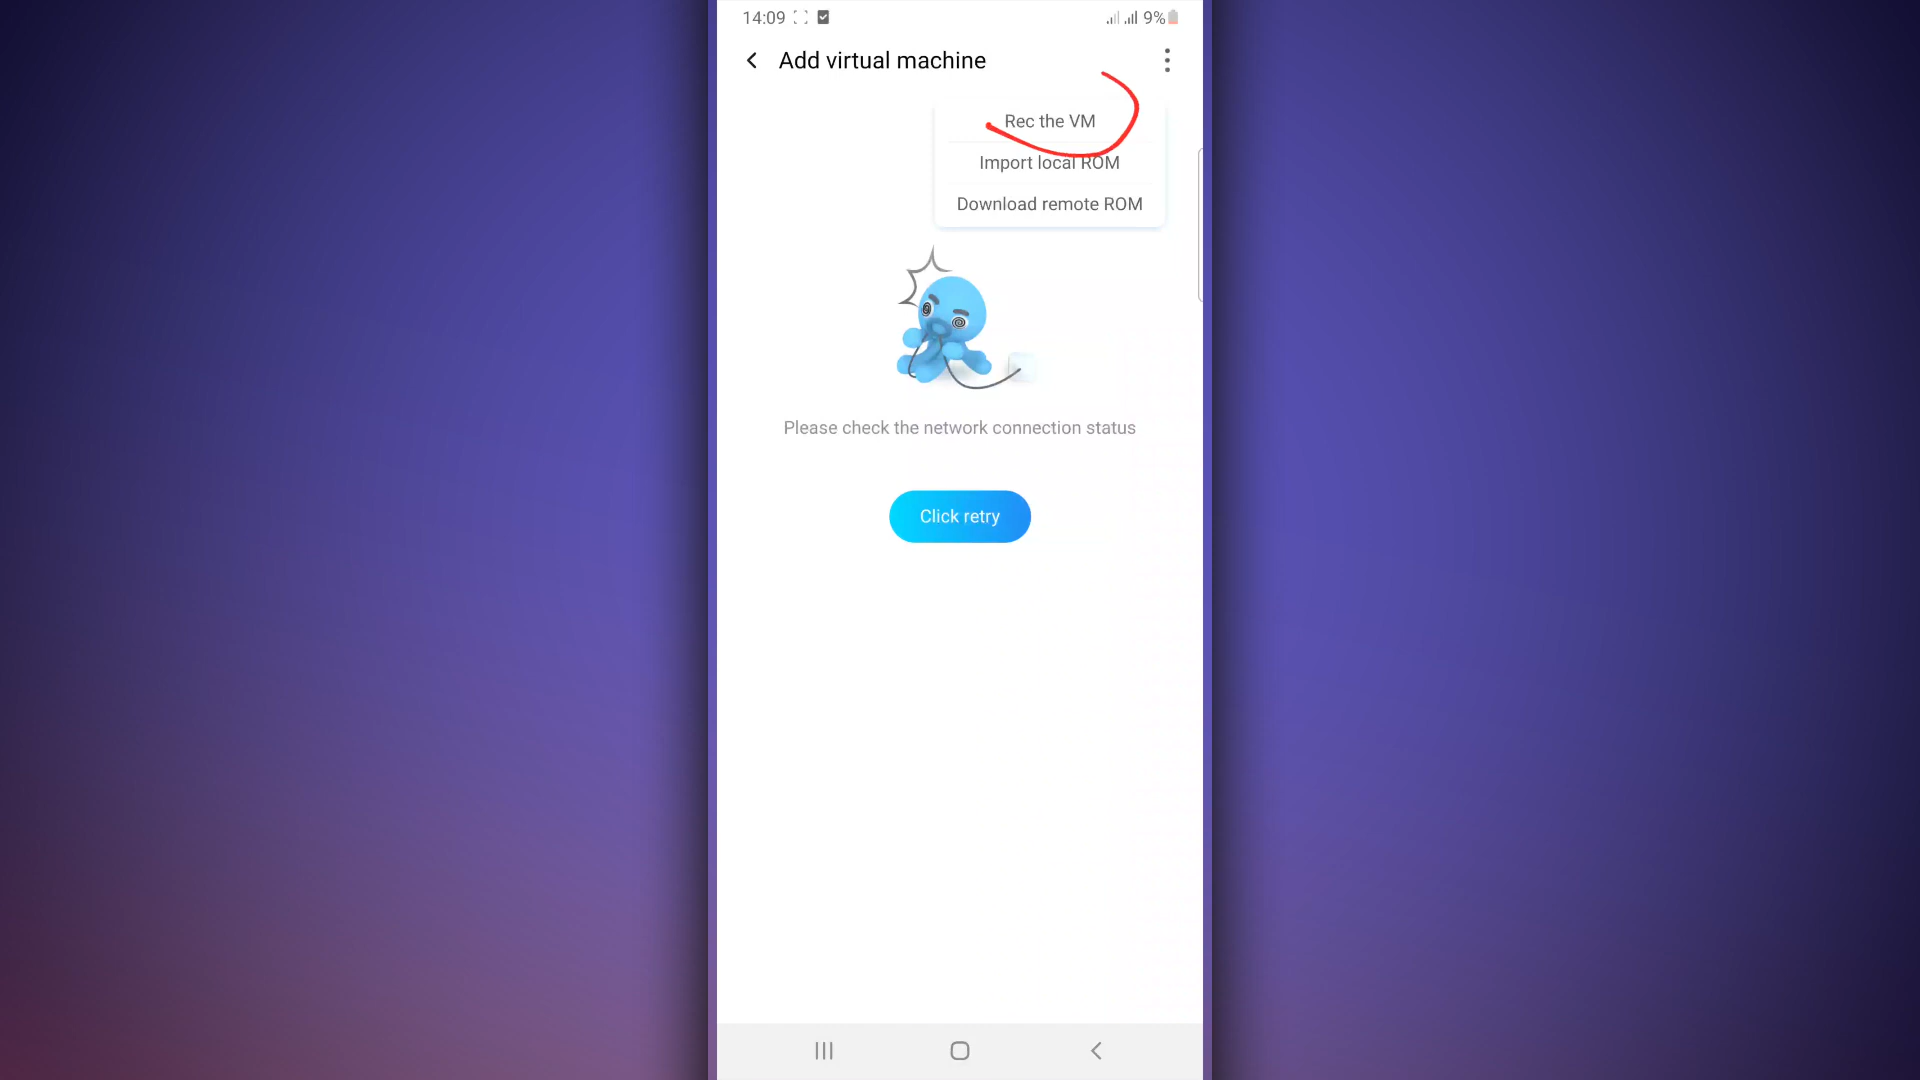 14:09 9%
Add virtual machine
Rec the VM
Import local ROM
Download remote ROM
Please check the network connection status
Click retry